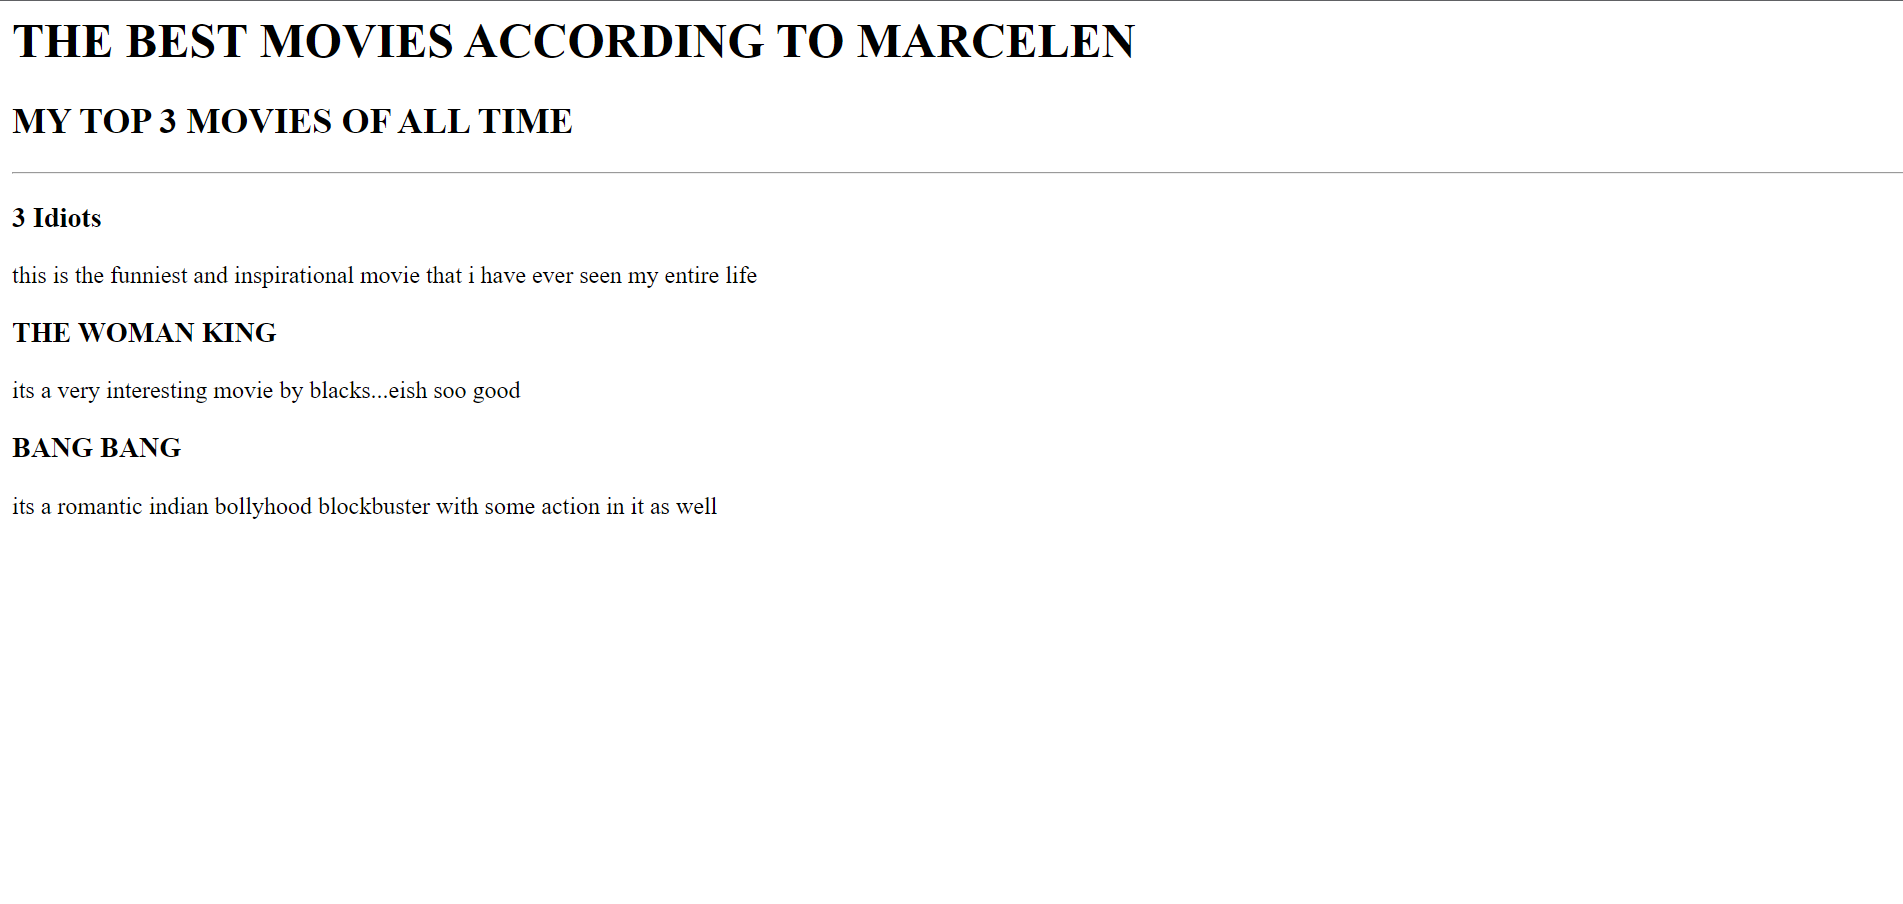 THE BEST MOVIES ACCORDING TO MARCELEN
MY TOP 3 MOVIES OF ALL TIME
3 Idiots
this is the funniest and inspirational movie that i have ever seen my entire life
THE WOMAN KING
its a very interesting movie by blacks...eish soo good
BANG BANG
its a romantic indian bollyhood blockbuster with some action in it as well